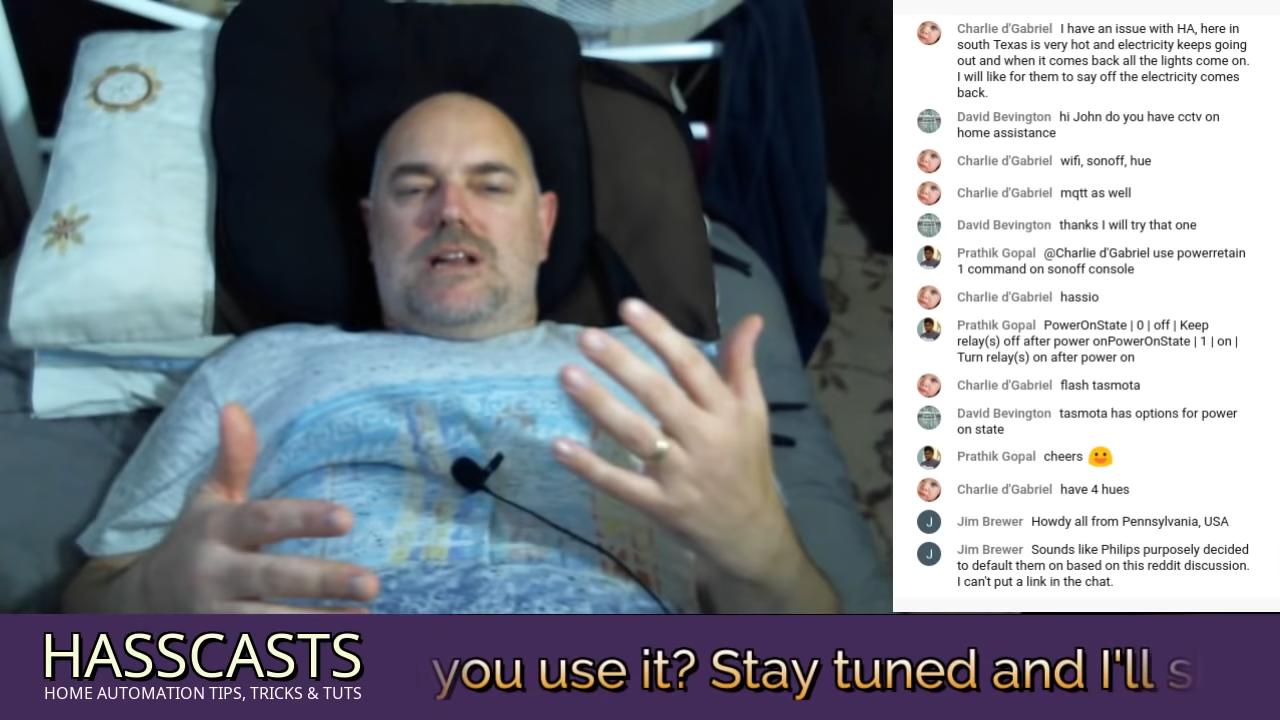 Charlie d'Gabriel I have an issue with HA, here in
south Texas is very hot and electricity keeps going
out and when it comes back all the lights come on.
I will like for them to say off the electricity comes
back.
David Bevington hi John do you have cctv on
home assistance
Charlie d'Gabriel wifi, sonoff, hue
Charlie d'Gabriel mqtt as well
David Bevington thanks I will try that one
Prathik Gopal @Charlie d'Gabriel use powerretain
1 command on sonoff console
Charlie d'Gabriel hassio
Prathik Gopal PowerOnState | 0 | off | Keep
relay(s) off after power onPowerOnState | 1 | on |
Turn relay(s) on after power on
Charlie d'Gabriel flash tasmota
David Bevington tasmota has options for power
on state
Prathik Gopal cheers
Charlie d'Gabriel have 4 hues
J Jim Brewer Howdy all from Pennsylvania, USA
J Jim Brewer Sounds like Philips purposely decided
to default them on based on this reddit discussion.
I can't put a link in the chat.
HASSCASTS
HOME AUTOMATION TIPS, TRICKS & TUTS
you use it? Stay tuned and I'll s